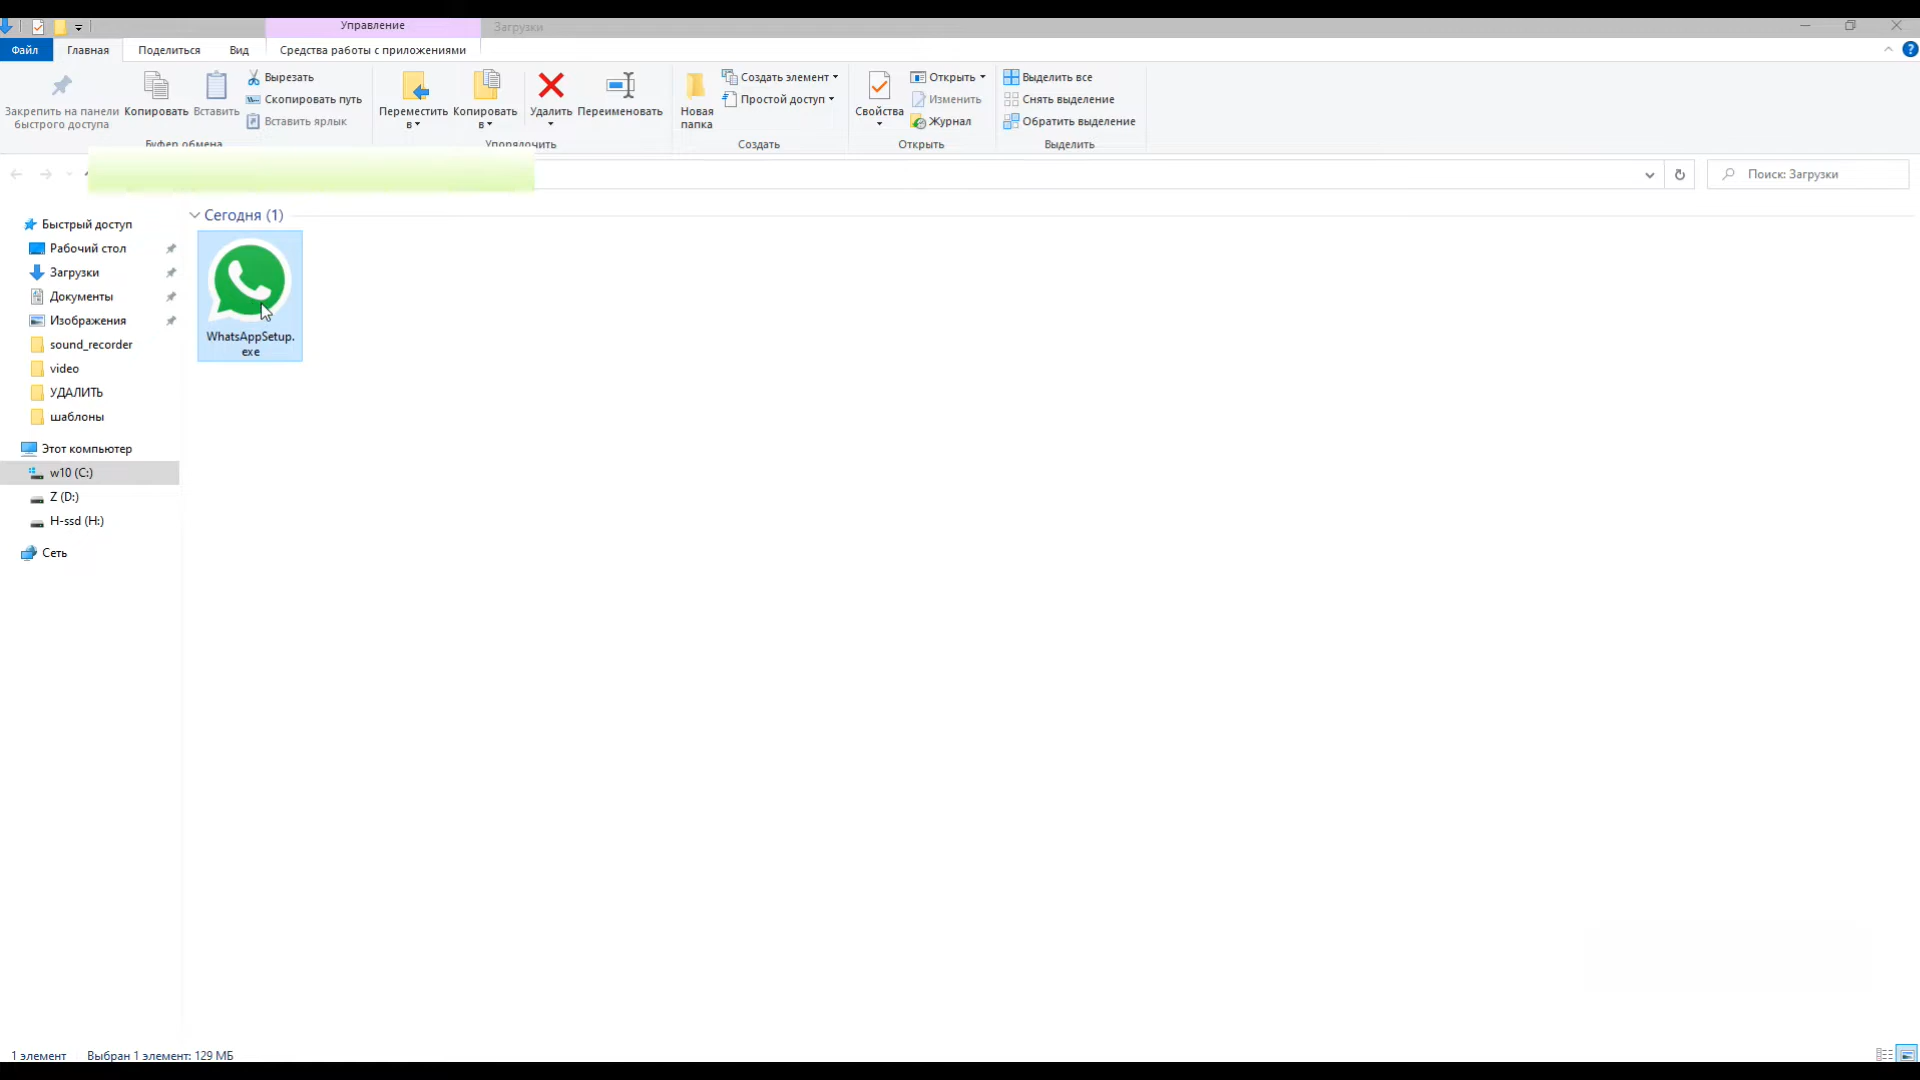 Управление
Загрузки
Файл
Главная
Поделиться
Вид
Средства работы с приложениями
Закрепить на панели
быстрого доступа
Копировать
Вставить
Вырезать
Скопировать путь
Вставить ярлык
Буфер обмена
Переместить
в
Копировать
в
Удалить
Переименовать
Упорядочить
Новая
папка
Создать элемент
Простой доступ
Создать
Свойства
Открыть
Изменить
Журнал
Открыть
Выделить все
Снять выделение
Обратить выделение
Выделить
Поиск: Загрузки
Быстрый доступ
Рабочий стол
Загрузки
Документы
Изображения
sound_recorder
video
УДАЛИТЬ
шаблоны
Этот компьютер
w10 (C:)
Z (D:)
H-ssd (H:)
Сеть
Сегодня (1)
WhatsAppSetup.
exe
1 элемент
Выбран 1 элемент: 129 МБ